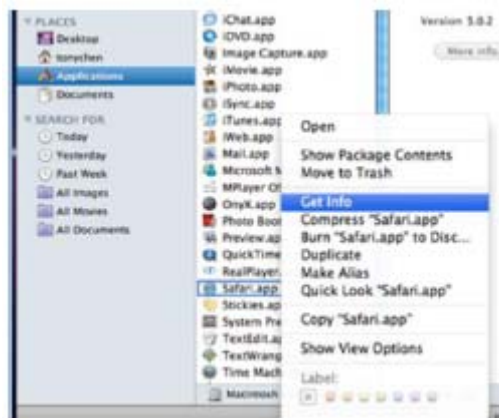 PLACES
Desktop
tonychen
Applications
Documents
SEARCH FOR
Today
Yesterday
Past Week
All Images
All Movies
All Documents
iChat.app
iDVD.app
Image Capture.app
iMovie.app
iPhoto.app
iSync.app
iTunes.app
iWeb.app
Mail.app
Microsoft
MPlayer OS
OnyX.app
Photo Boo
Preview.ap
QuickTime
RealPlayer.
Safari.app
Stickies.ap
System Pre
TextEdit.a
TextWrang
Time Mach
Macintosh
Version 5.0.2
More info
Open
Show Package Contents
Move to Trash
Get Info
Compress "Safari.app"
Burn "Safari.app" to Disc...
Duplicate
Make Alias
Quick Look "Safari.app"
Copy "Safari.app"
Show View Options
Label: